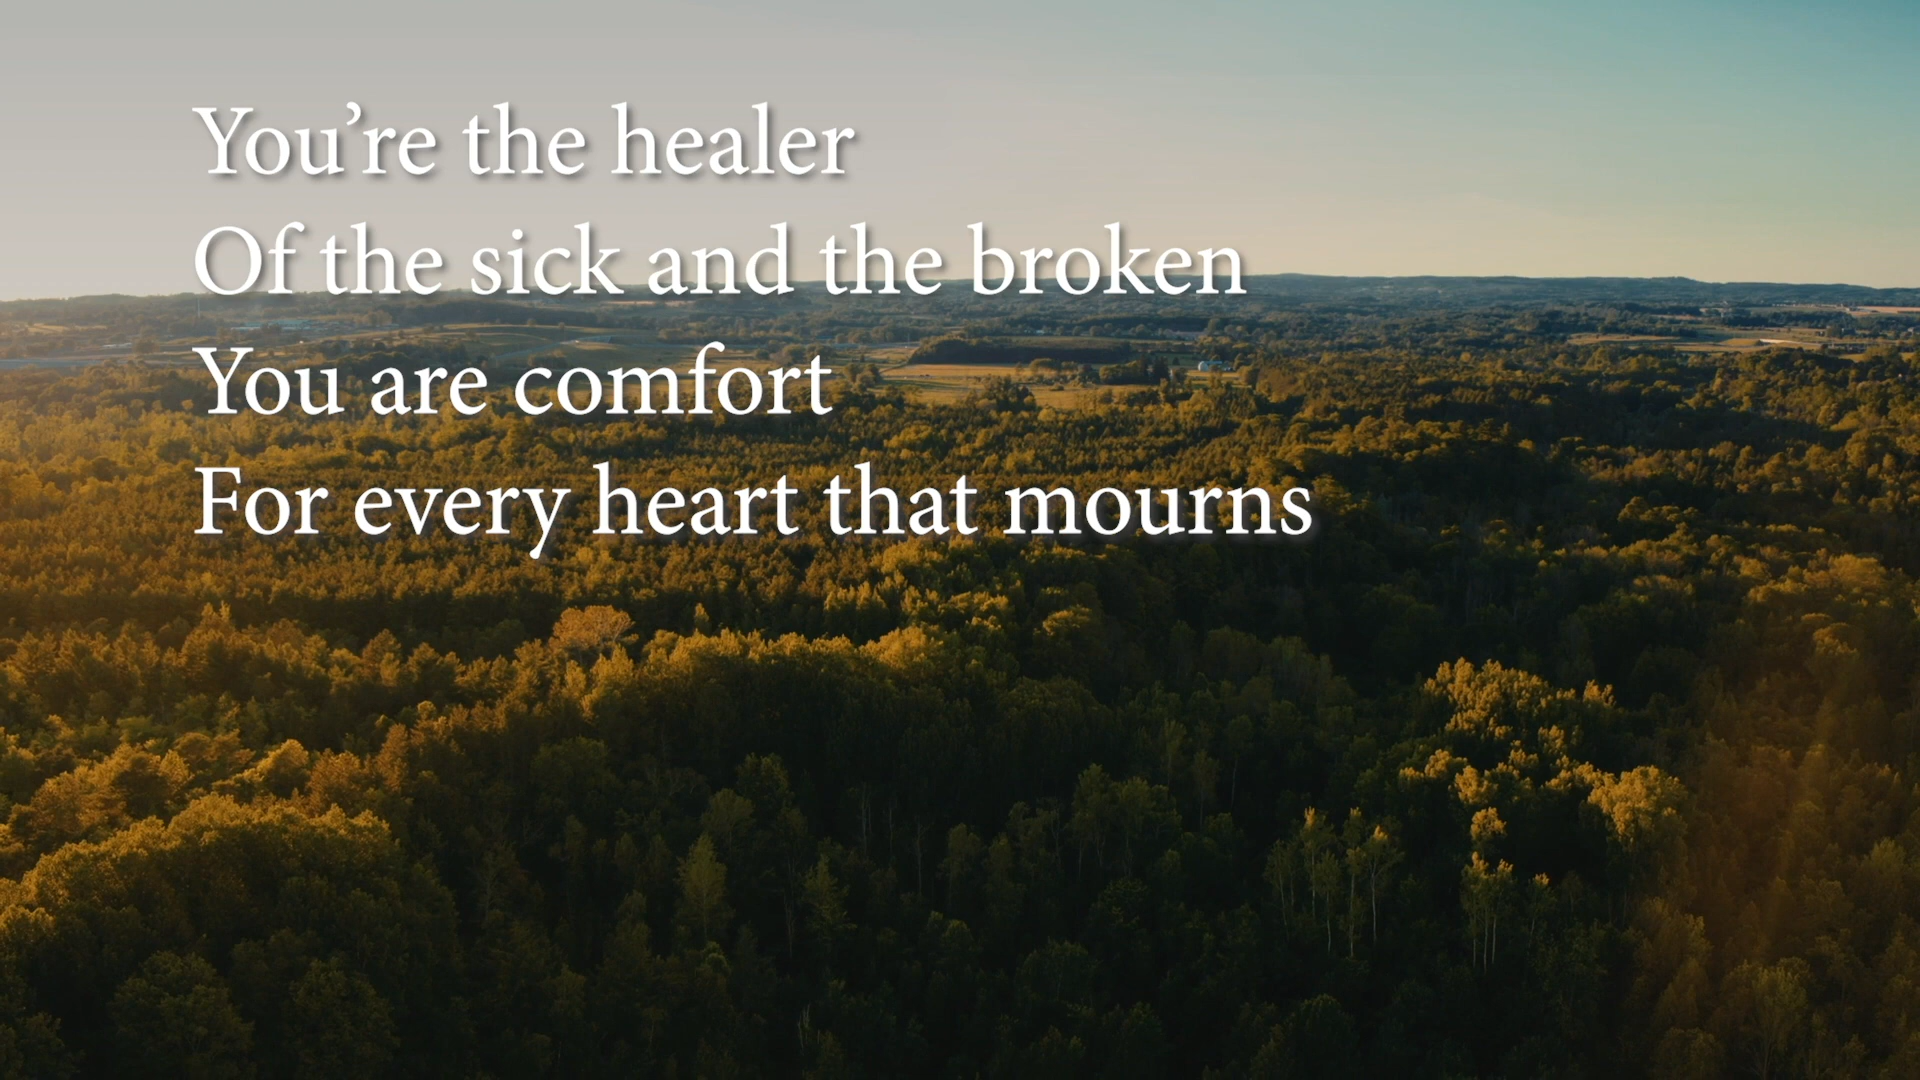 You’re the healer
Of the sick and the broken
You are comfort
For every heart that mourns